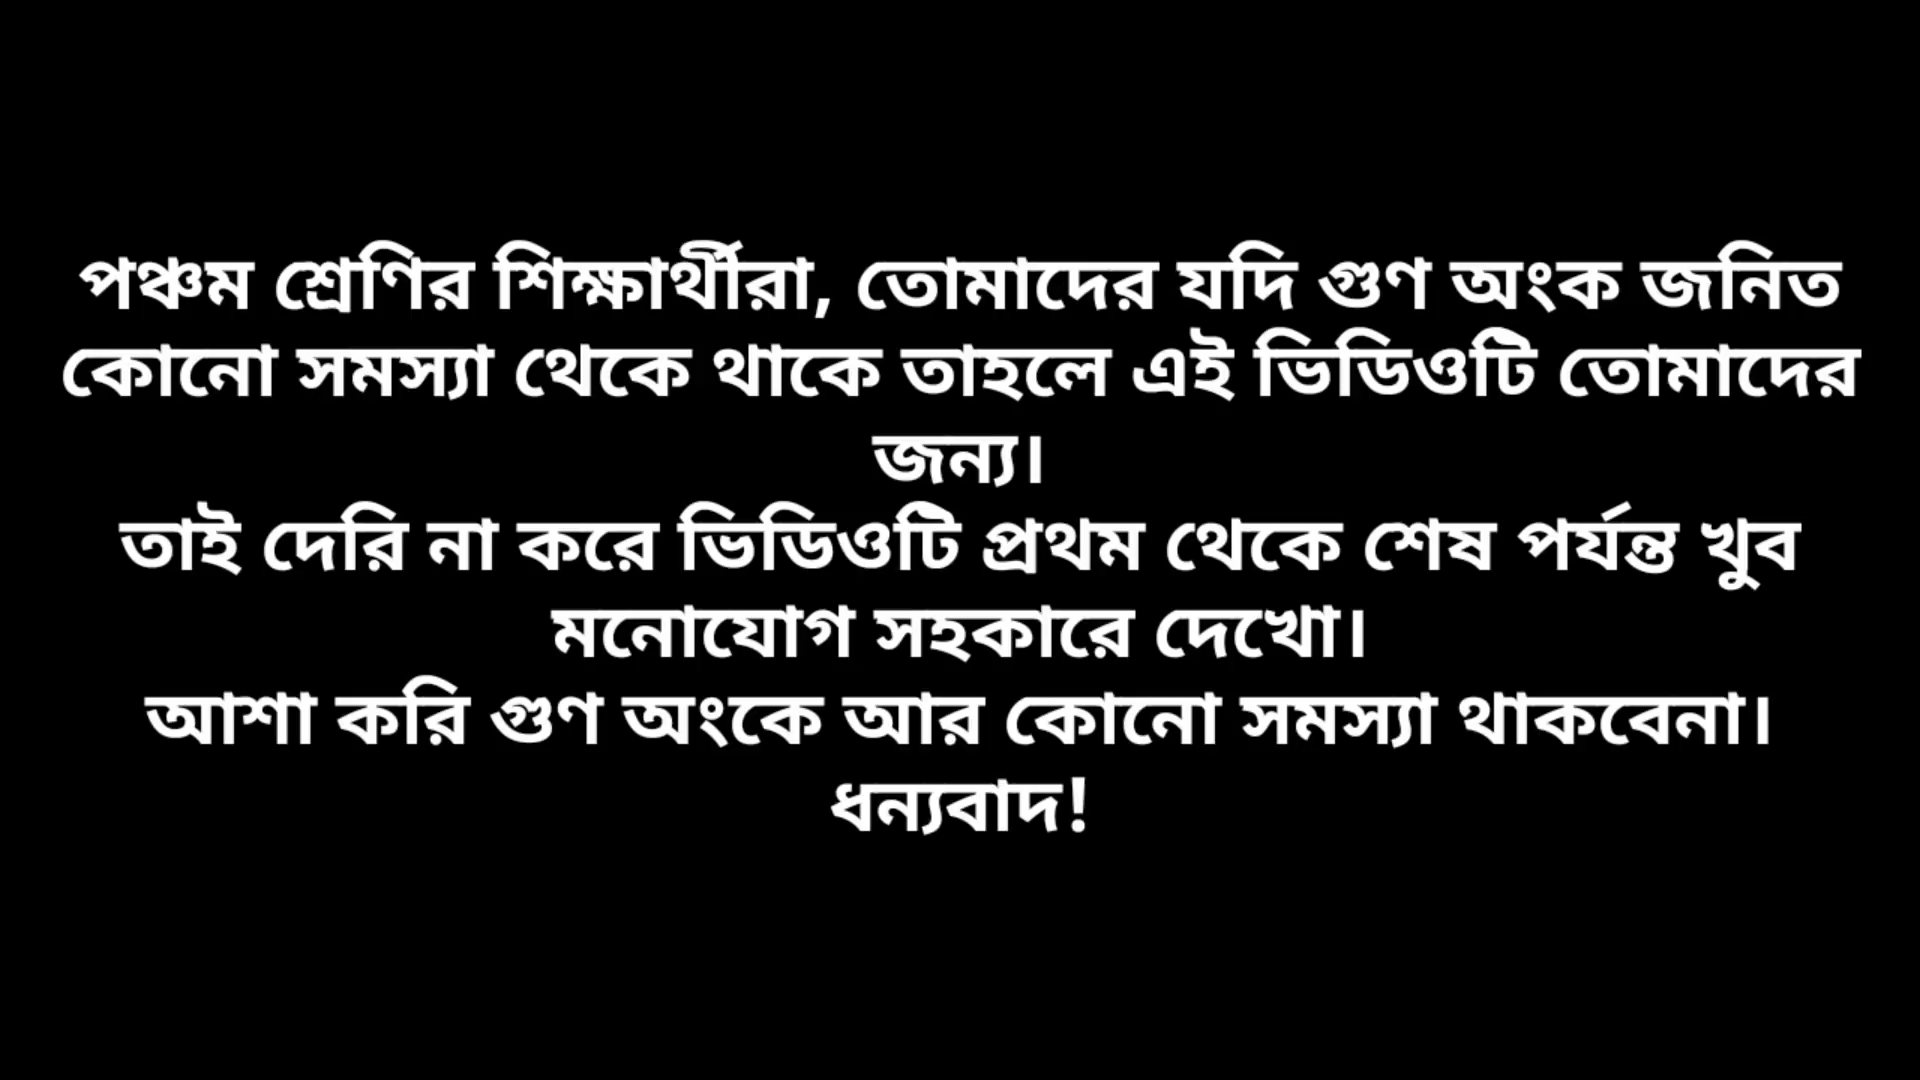 পঞ্চম শ্রেণির শিক্ষার্থীরা, তোমাদের যদি গুণ অংক জনিত
কোনো সমস্যা থেকে থাকে তাহলে এই ভিডিওটি তোমাদের
জন্য।
তাই দেরি না করে ভিডিওটি প্রথম থেকে শেষ পর্যন্ত খুব
মনোযোগ সহকারে দেখো।
আশা করি গুণ অংকে আর কোনো সমস্যা থাকবেনা।
ধন্যবাদ!